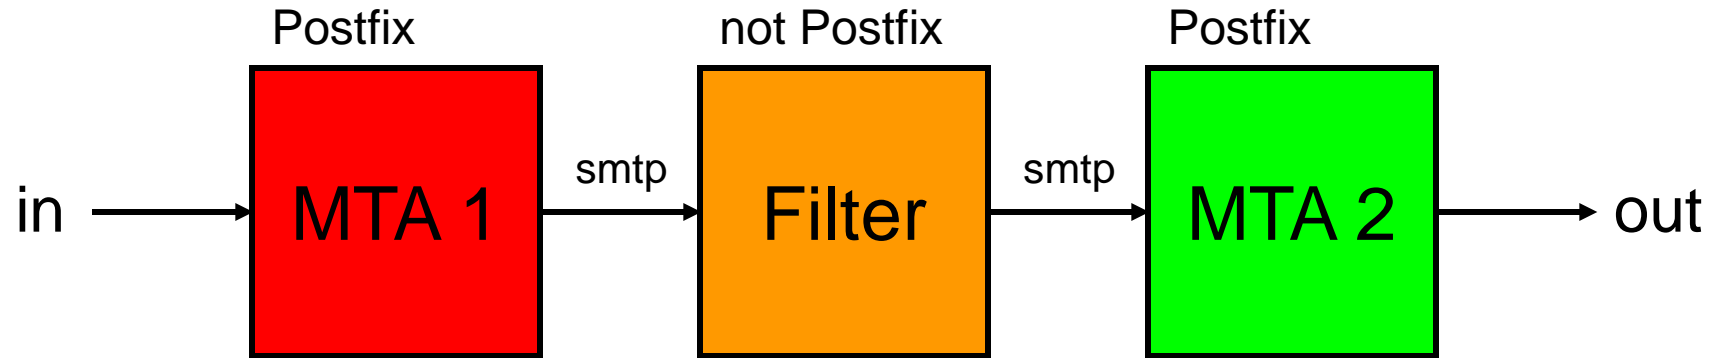 Postfix
not Postfix
Postfix
in
MTA 1
smtp
Filter
smtp
MTA 2
out